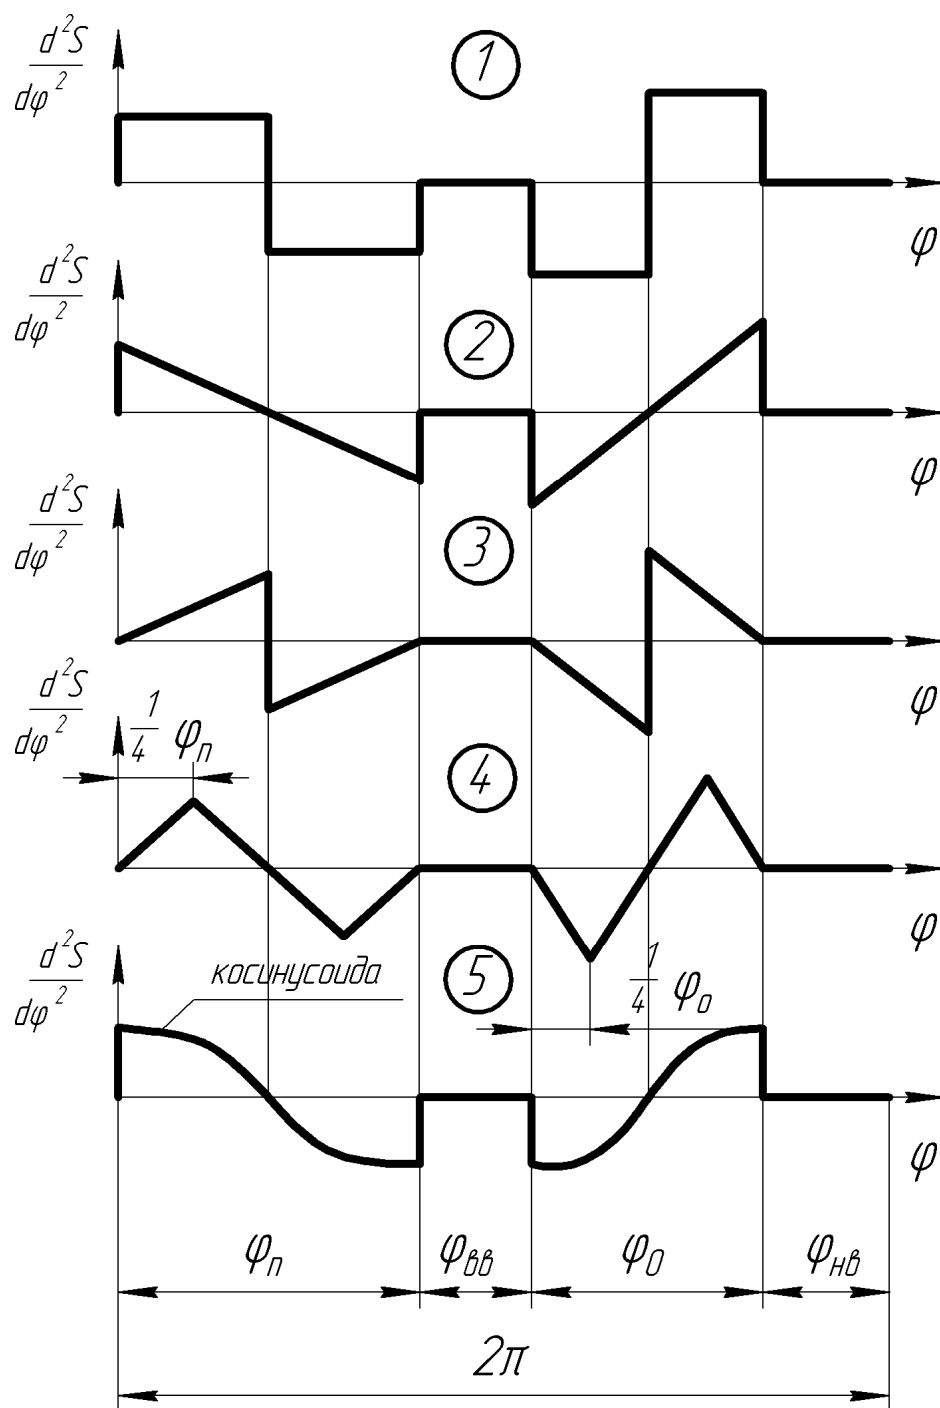 d²S/dφ²
1
φ
d²S/dφ²
2
φ
d²S/dφ²
3
φ
d²S/dφ²
1/4 φп
4
φ
d²S/dφ²
косинусоида
5
1/4 φо
φ
φп φвв φо φнв
2π